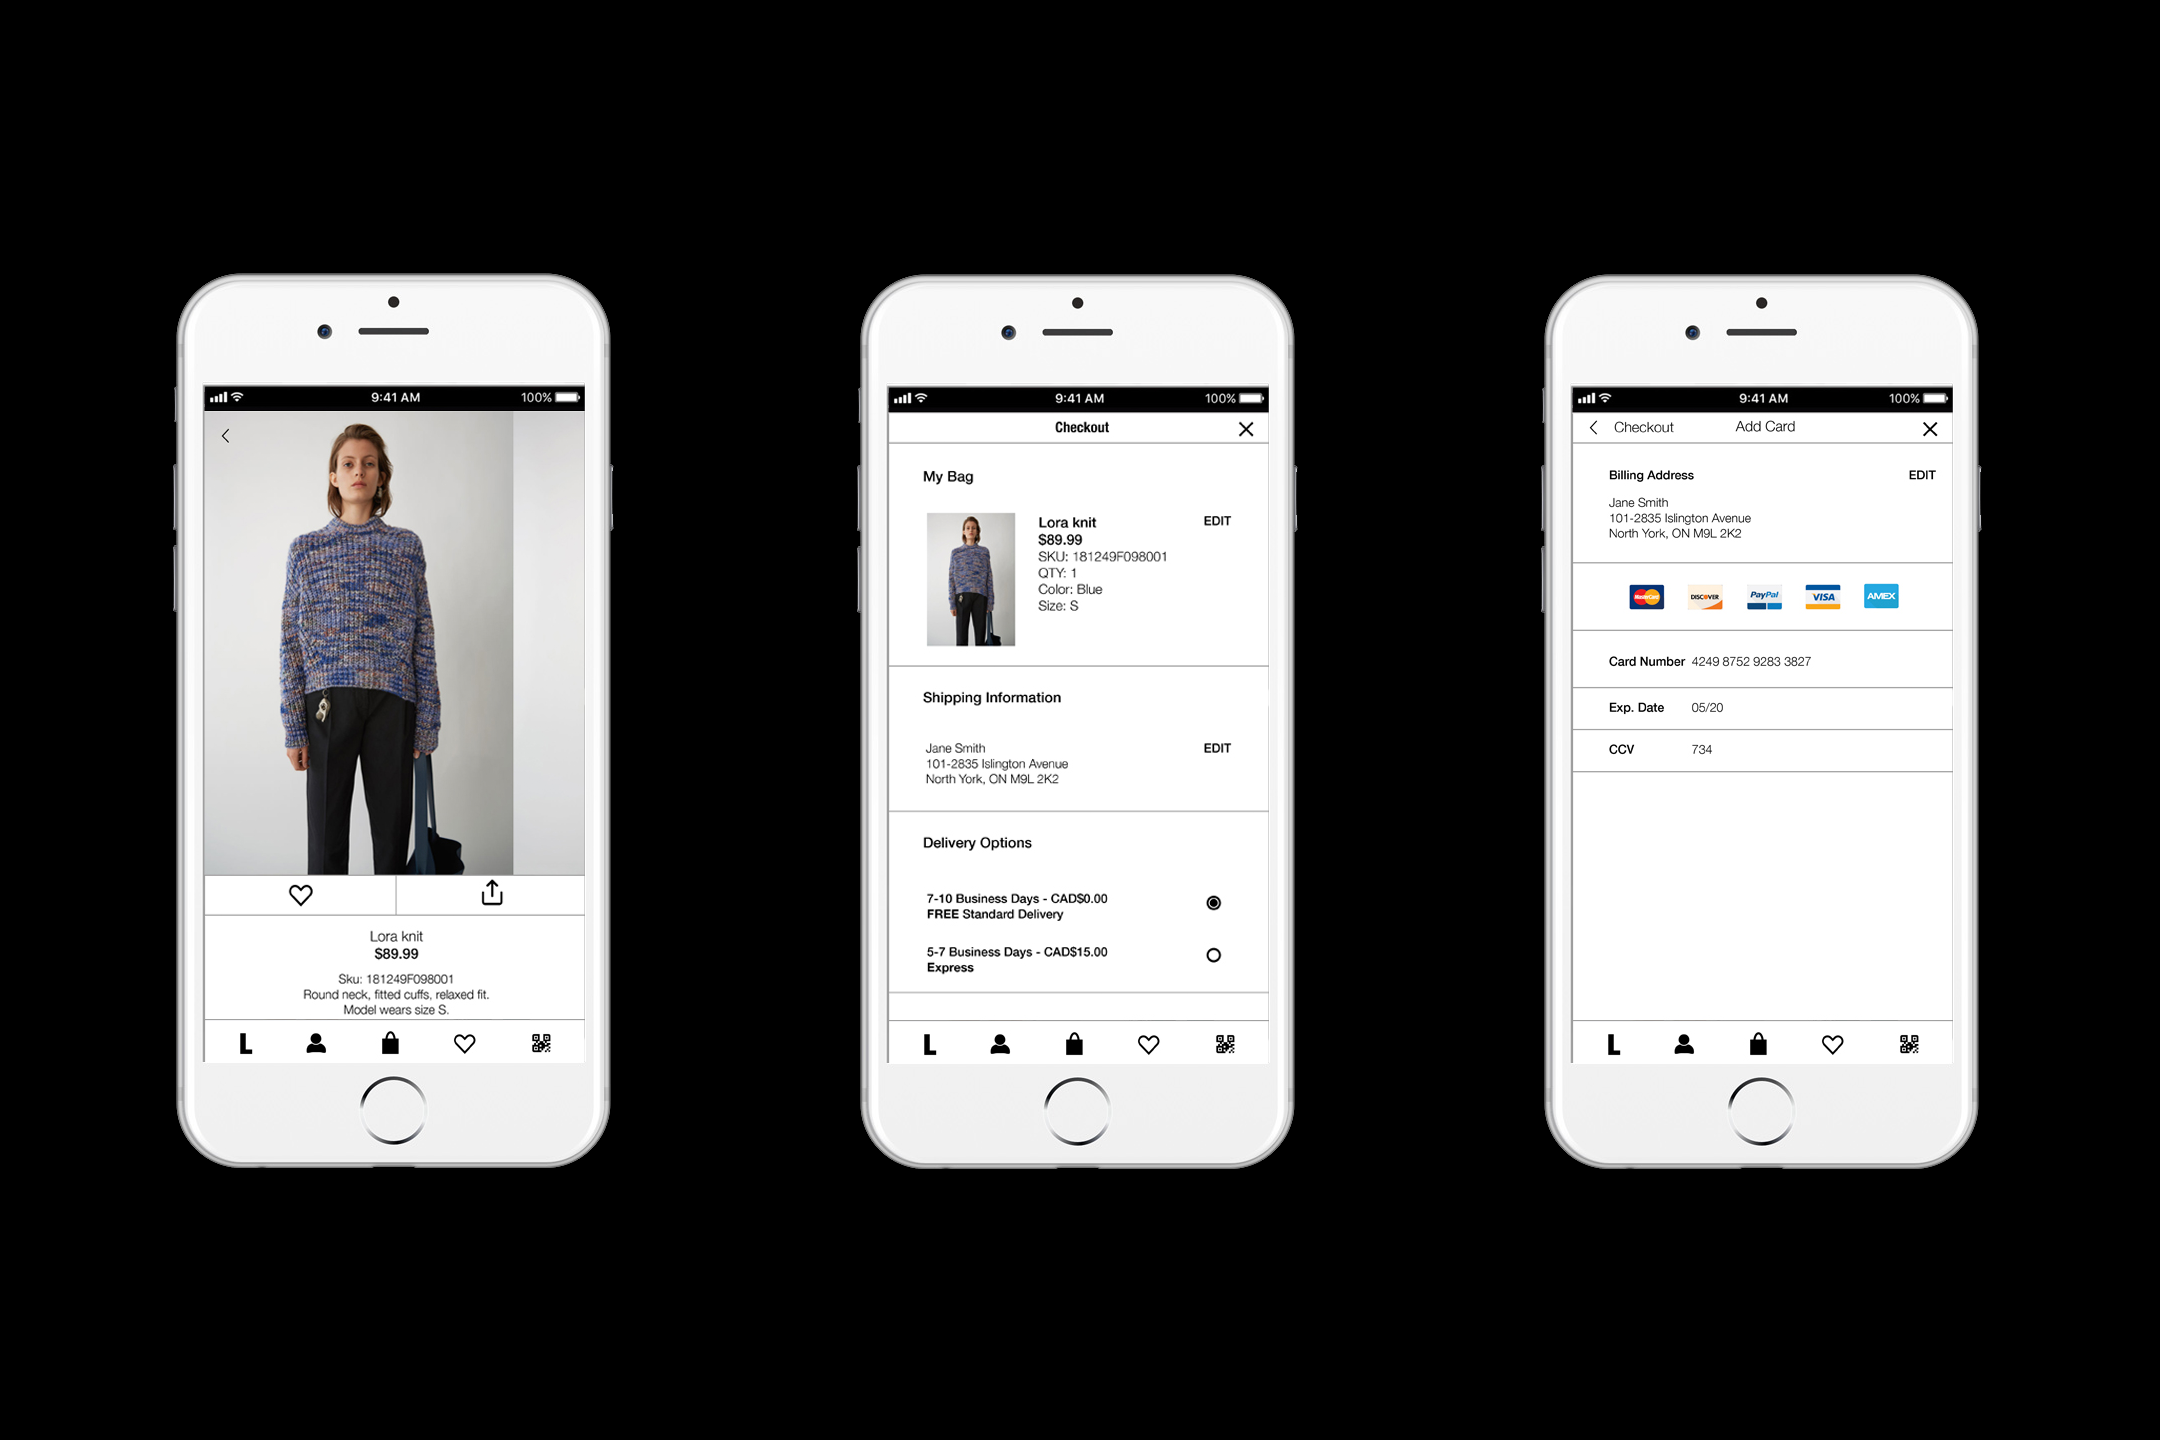 9:41 AM 100%
Lora knit
$89.99
Sku: 181249F098001
Round neck, fitted cuffs, relaxed fit.
Model wears size S.
L
9:41 AM 100%
Checkout
My Bag
Lora knit EDIT
$89.99
SKU: 181249F098001
QTY: 1
Color: Blue
Size: S
Shipping Information
Jane Smith EDIT
101-2835 Islington Avenue
North York, ON M9L 2K2
Delivery Options
7-10 Business Days - CAD$0.00
FREE Standard Delivery
5-7 Business Days - CAD$15.00
Express
L
9:41 AM 100%
Checkout Add Card
Billing Address EDIT
Jane Smith
101-2835 Islington Avenue
North York, ON M9L 2K2
MasterCard DISCOVER PayPal VISA AMEX
Card Number 4249 8752 9283 3827
Exp. Date 05/20
CCV 734
L